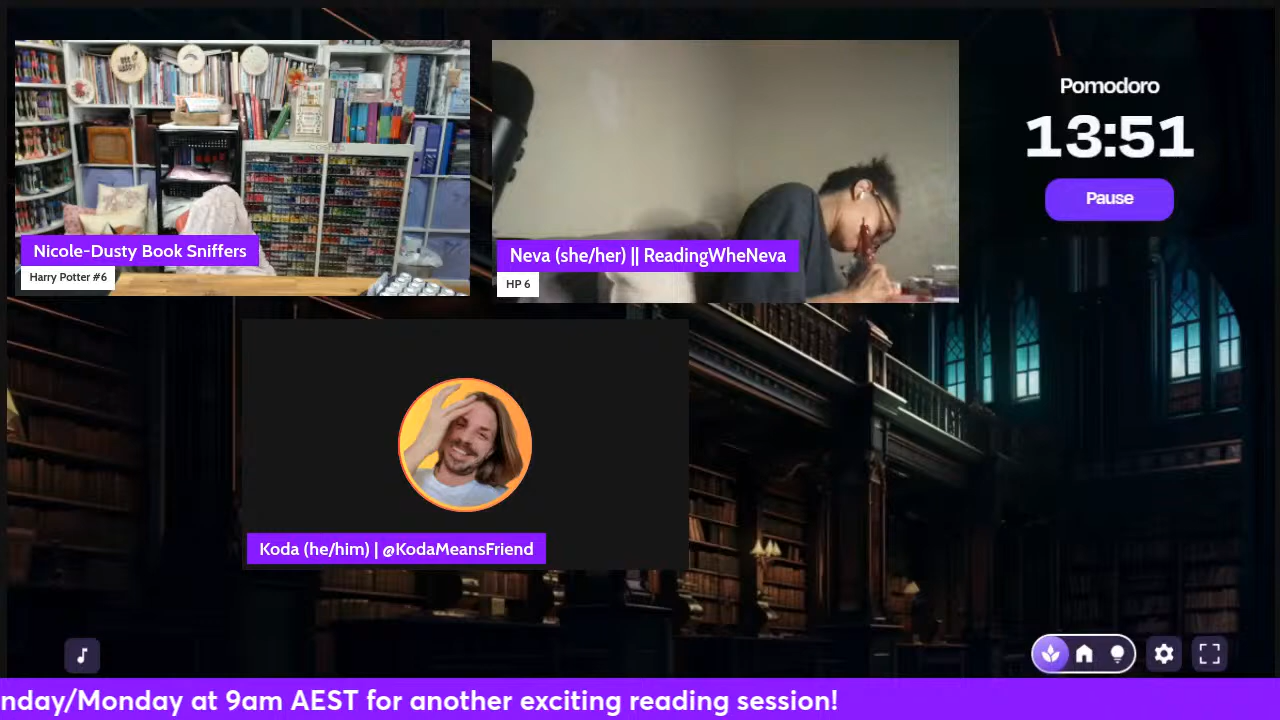 Pomodoro
13:51
Pause
Nicole-Dusty Book Sniffers
Harry Potter #6
Neva (she/her) || ReadingWheNeva
HP 6
Koda (he/him) | @KodaMeansFriend
nday/Monday at 9am AEST for another exciting reading session!